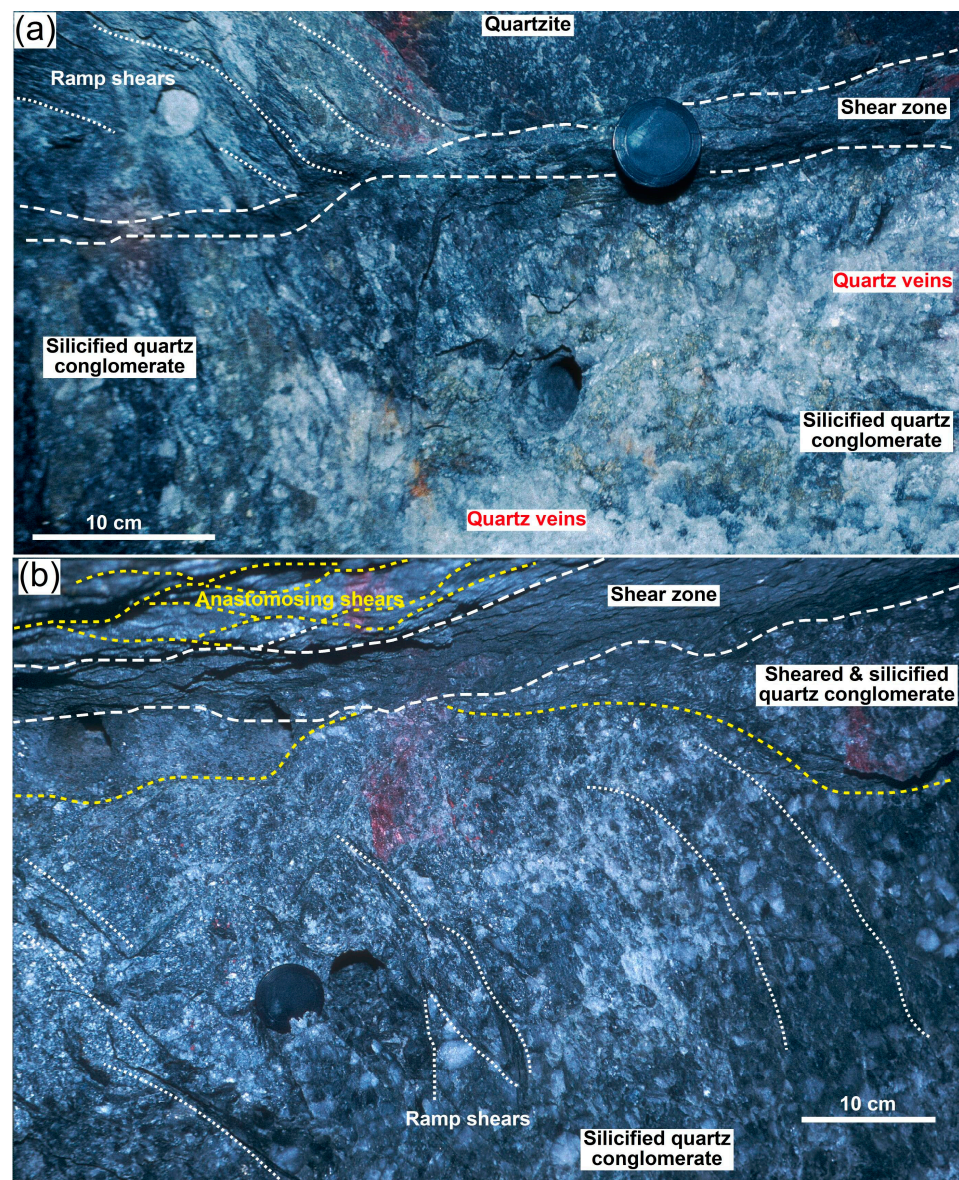 (a)
Quartzite
Ramp shears
Shear zone
Quartz veins
Silicified quartz
conglomerate
Silicified quartz
conglomerate
10 cm
Quartz veins
(b)
Anastomosing shears
Shear zone
Sheared & silicified
quartz conglomerate
10 cm
Ramp shears
Silicified quartz
conglomerate